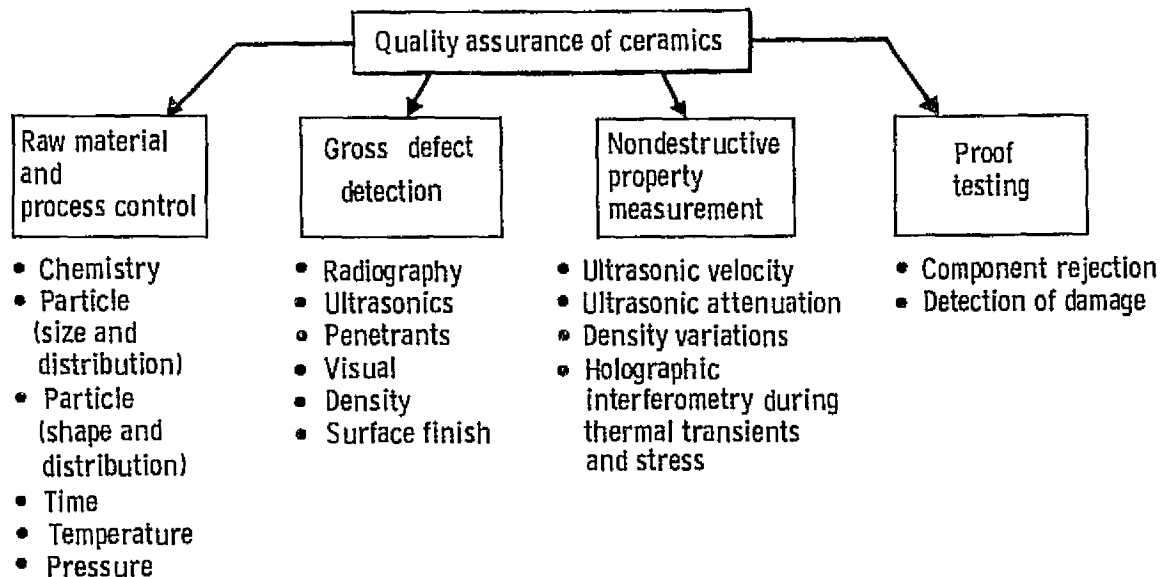 Quality assurance of ceramics
Raw material
and
process control
Gross defect
detection
Nondestructive
property
measurement
Proof
testing
• Chemistry
• Particle
(size and
distribution)
• Particle
(shape and
distribution)
• Time
• Temperature
• Pressure
• Radiography
• Ultrasonics
• Penetrants
• Visual
• Density
• Surface finish
• Ultrasonic velocity
• Ultrasonic attenuation
• Density variations
• Holographic
interferometry during
thermal transients
and stress
• Component rejection
• Detection of damage